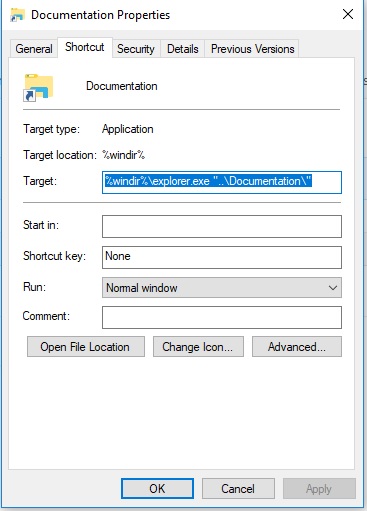 Documentation Properties
General Shortcut Security Details Previous Versions
Documentation
Target type: Application
Target location: %windir%
Target: %windir%\explorer.exe "..\Documentation\"
Start in:
Shortcut key: None
Run: Normal window
Comment:
Open File Location Change Icon... Advanced...
OK Cancel Apply